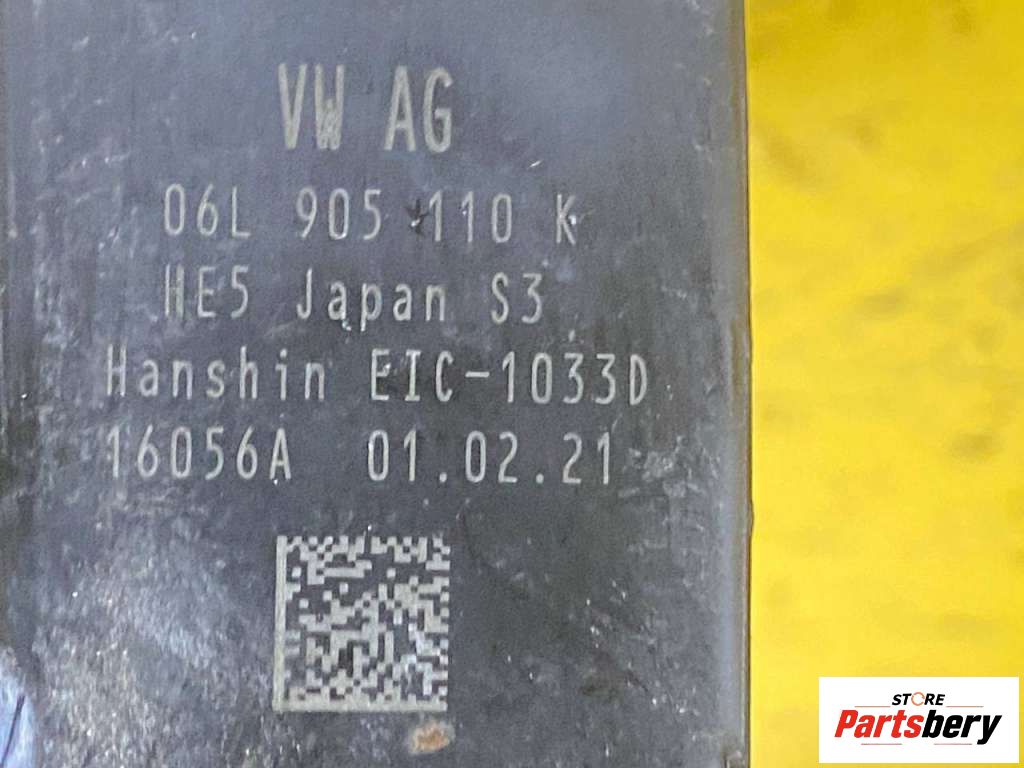 VW AG
06L 905 110 K
HE5 Japan S3
Hanshin EIC-1033D
16056A 01.02.21
STORE
Partsbery